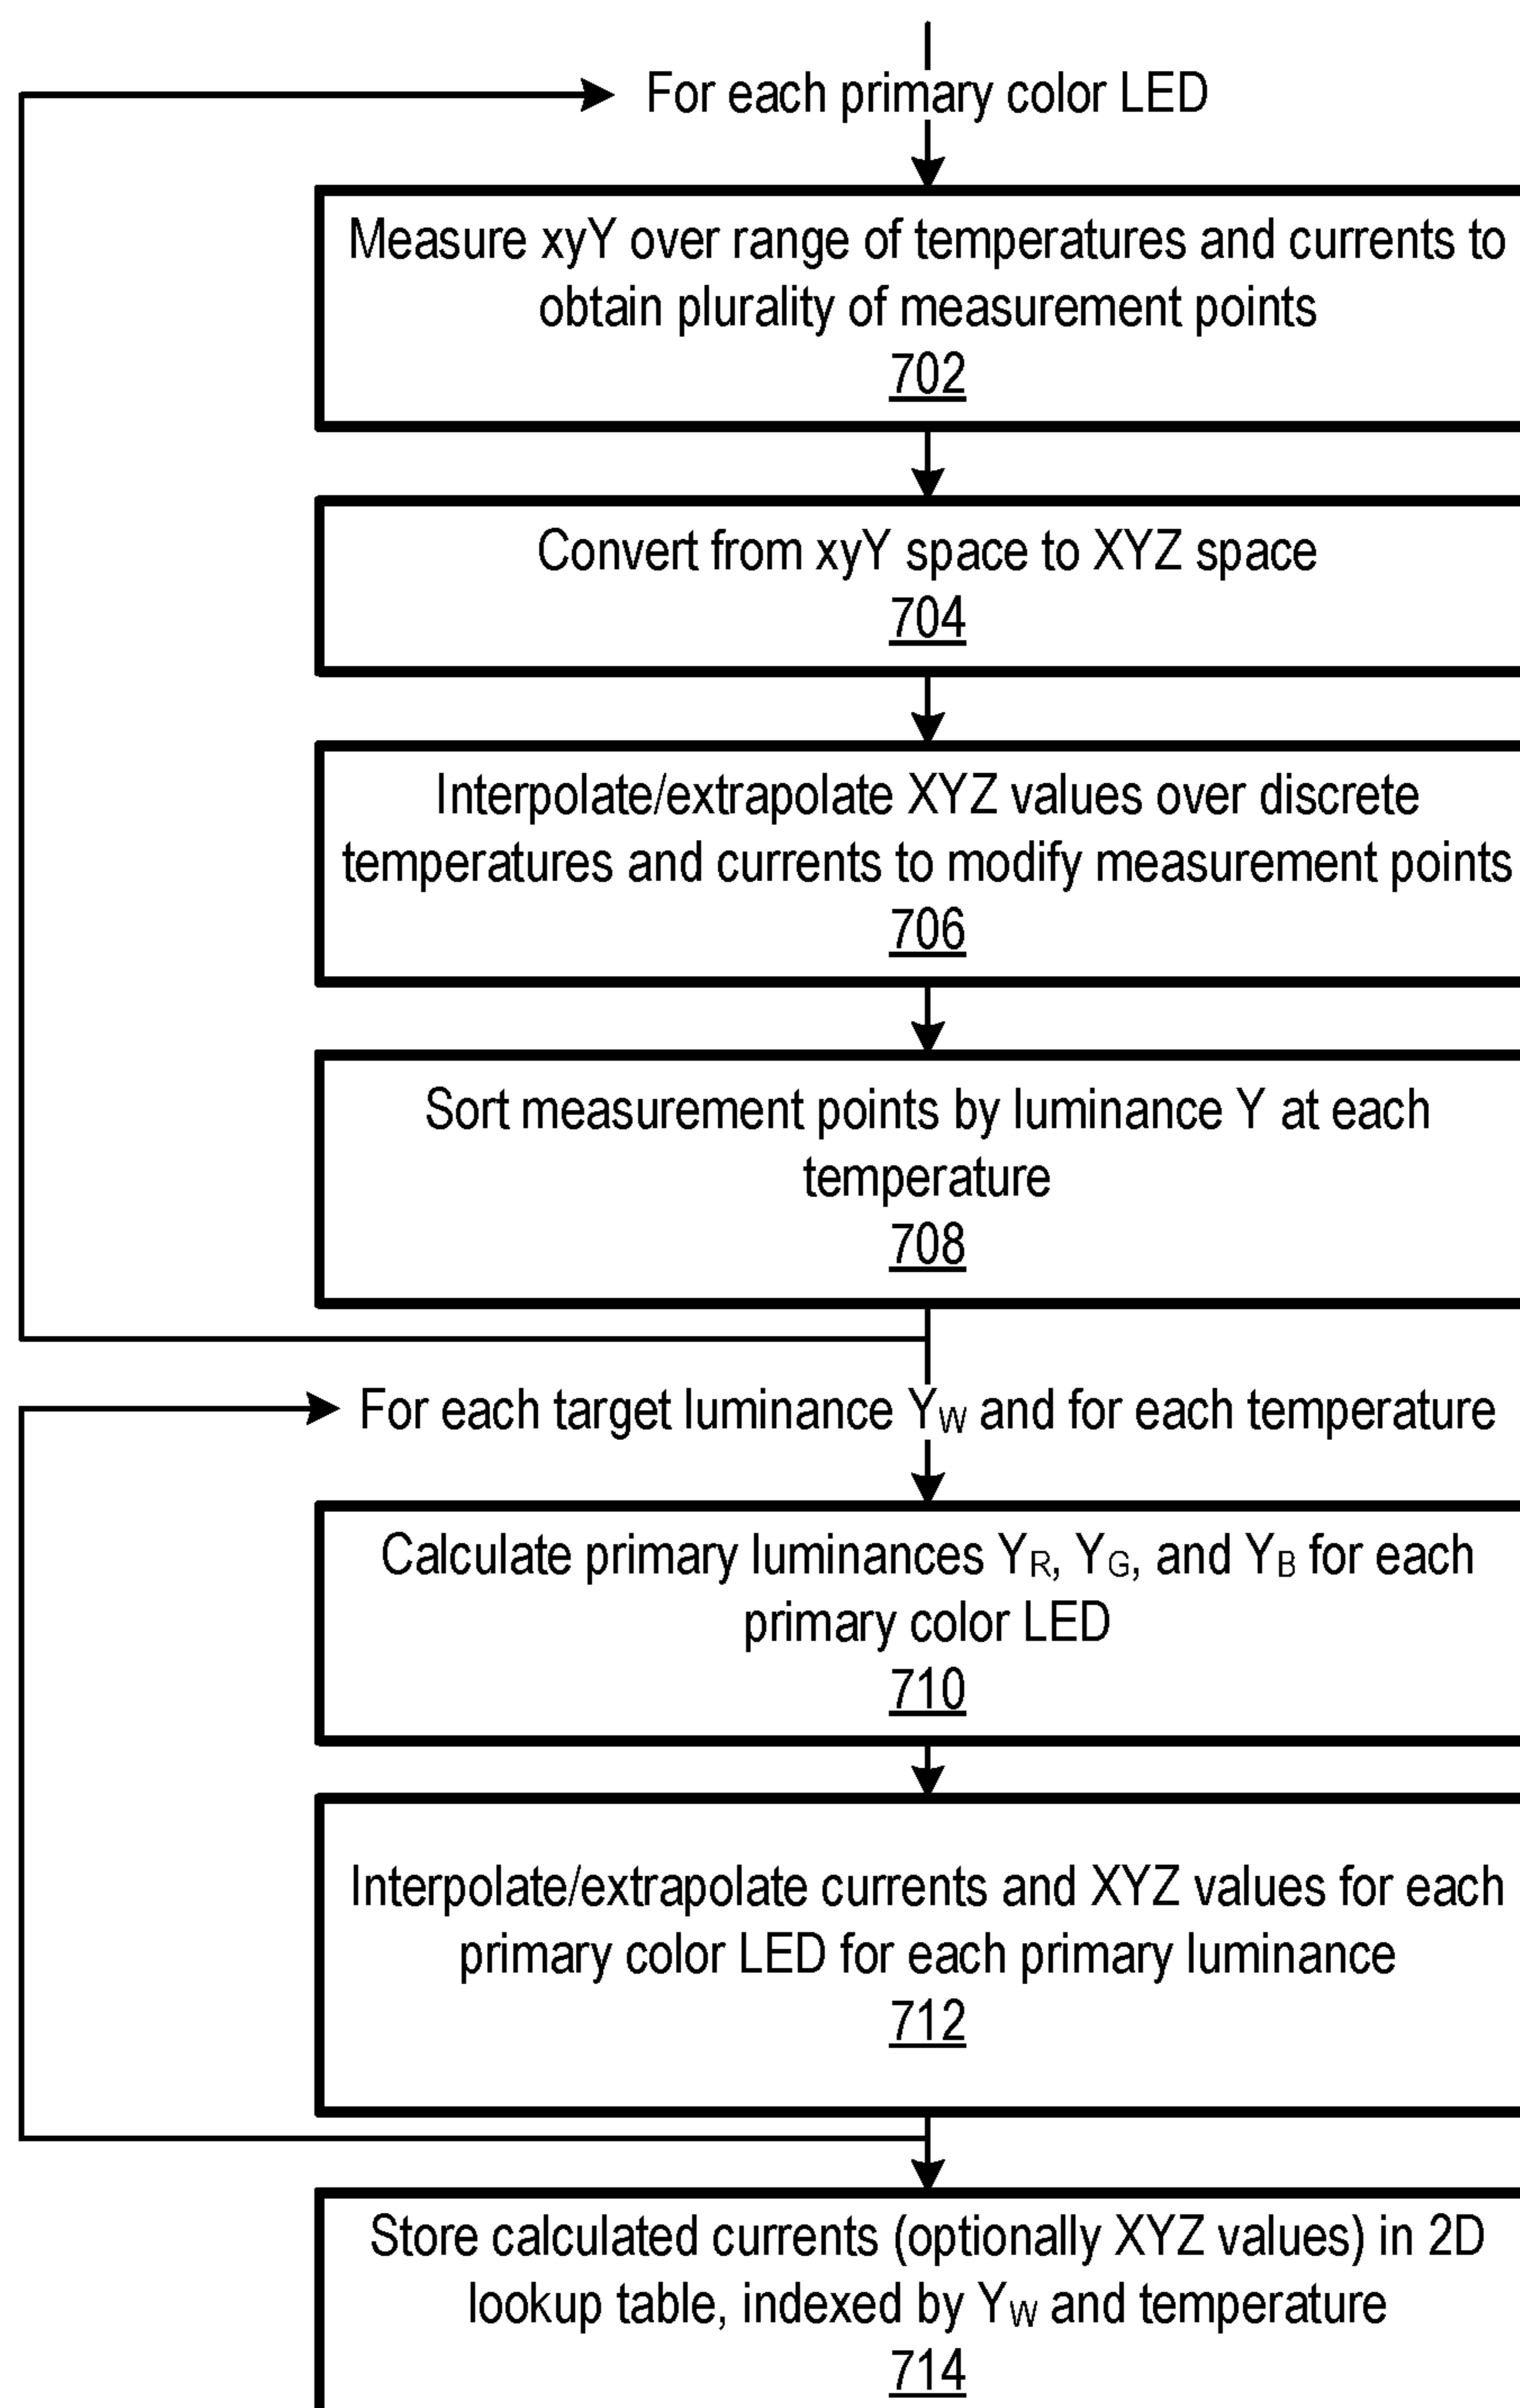 For each primary color LED
Measure xyY over range of temperatures and currents to
obtain plurality of measurement points
702
Convert from xyY space to XYZ space
704
Interpolate/extrapolate XYZ values over discrete
temperatures and currents to modify measurement points
706
Sort measurement points by luminance Y at each
temperature
708
For each target luminance YW and for each temperature
Calculate primary luminances YR, YG, and YB for each
primary color LED
710
Interpolate/extrapolate currents and XYZ values for each
primary color LED for each primary luminance
712
Store calculated currents (optionally XYZ values) in 2D
lookup table, indexed by YW and temperature
714